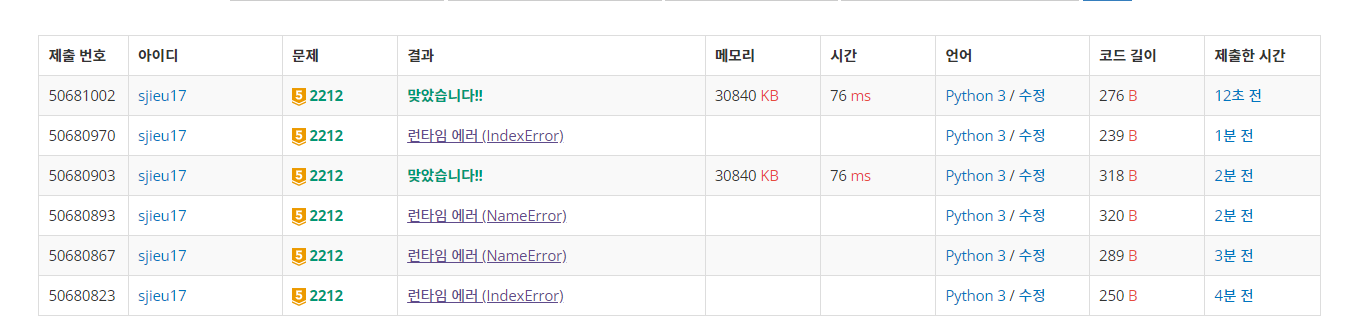 제출 번호 아이디 문제 결과 메모리 시간 언어 코드 길이 제출한 시간
50681002 sjieu17 5 2212 맞았습니다!! 30840 KB 76 ms Python 3 / 수정 276 B 12초 전
50680970 sjieu17 5 2212 런타임 에러 (IndexError) Python 3 / 수정 239 B 1분 전
50680903 sjieu17 5 2212 맞았습니다!! 30840 KB 76 ms Python 3 / 수정 318 B 2분 전
50680893 sjieu17 5 2212 런타임 에러 (NameError) Python 3 / 수정 320 B 2분 전
50680867 sjieu17 5 2212 런타임 에러 (NameError) Python 3 / 수정 289 B 3분 전
50680823 sjieu17 5 2212 런타임 에러 (IndexError) Python 3 / 수정 250 B 4분 전